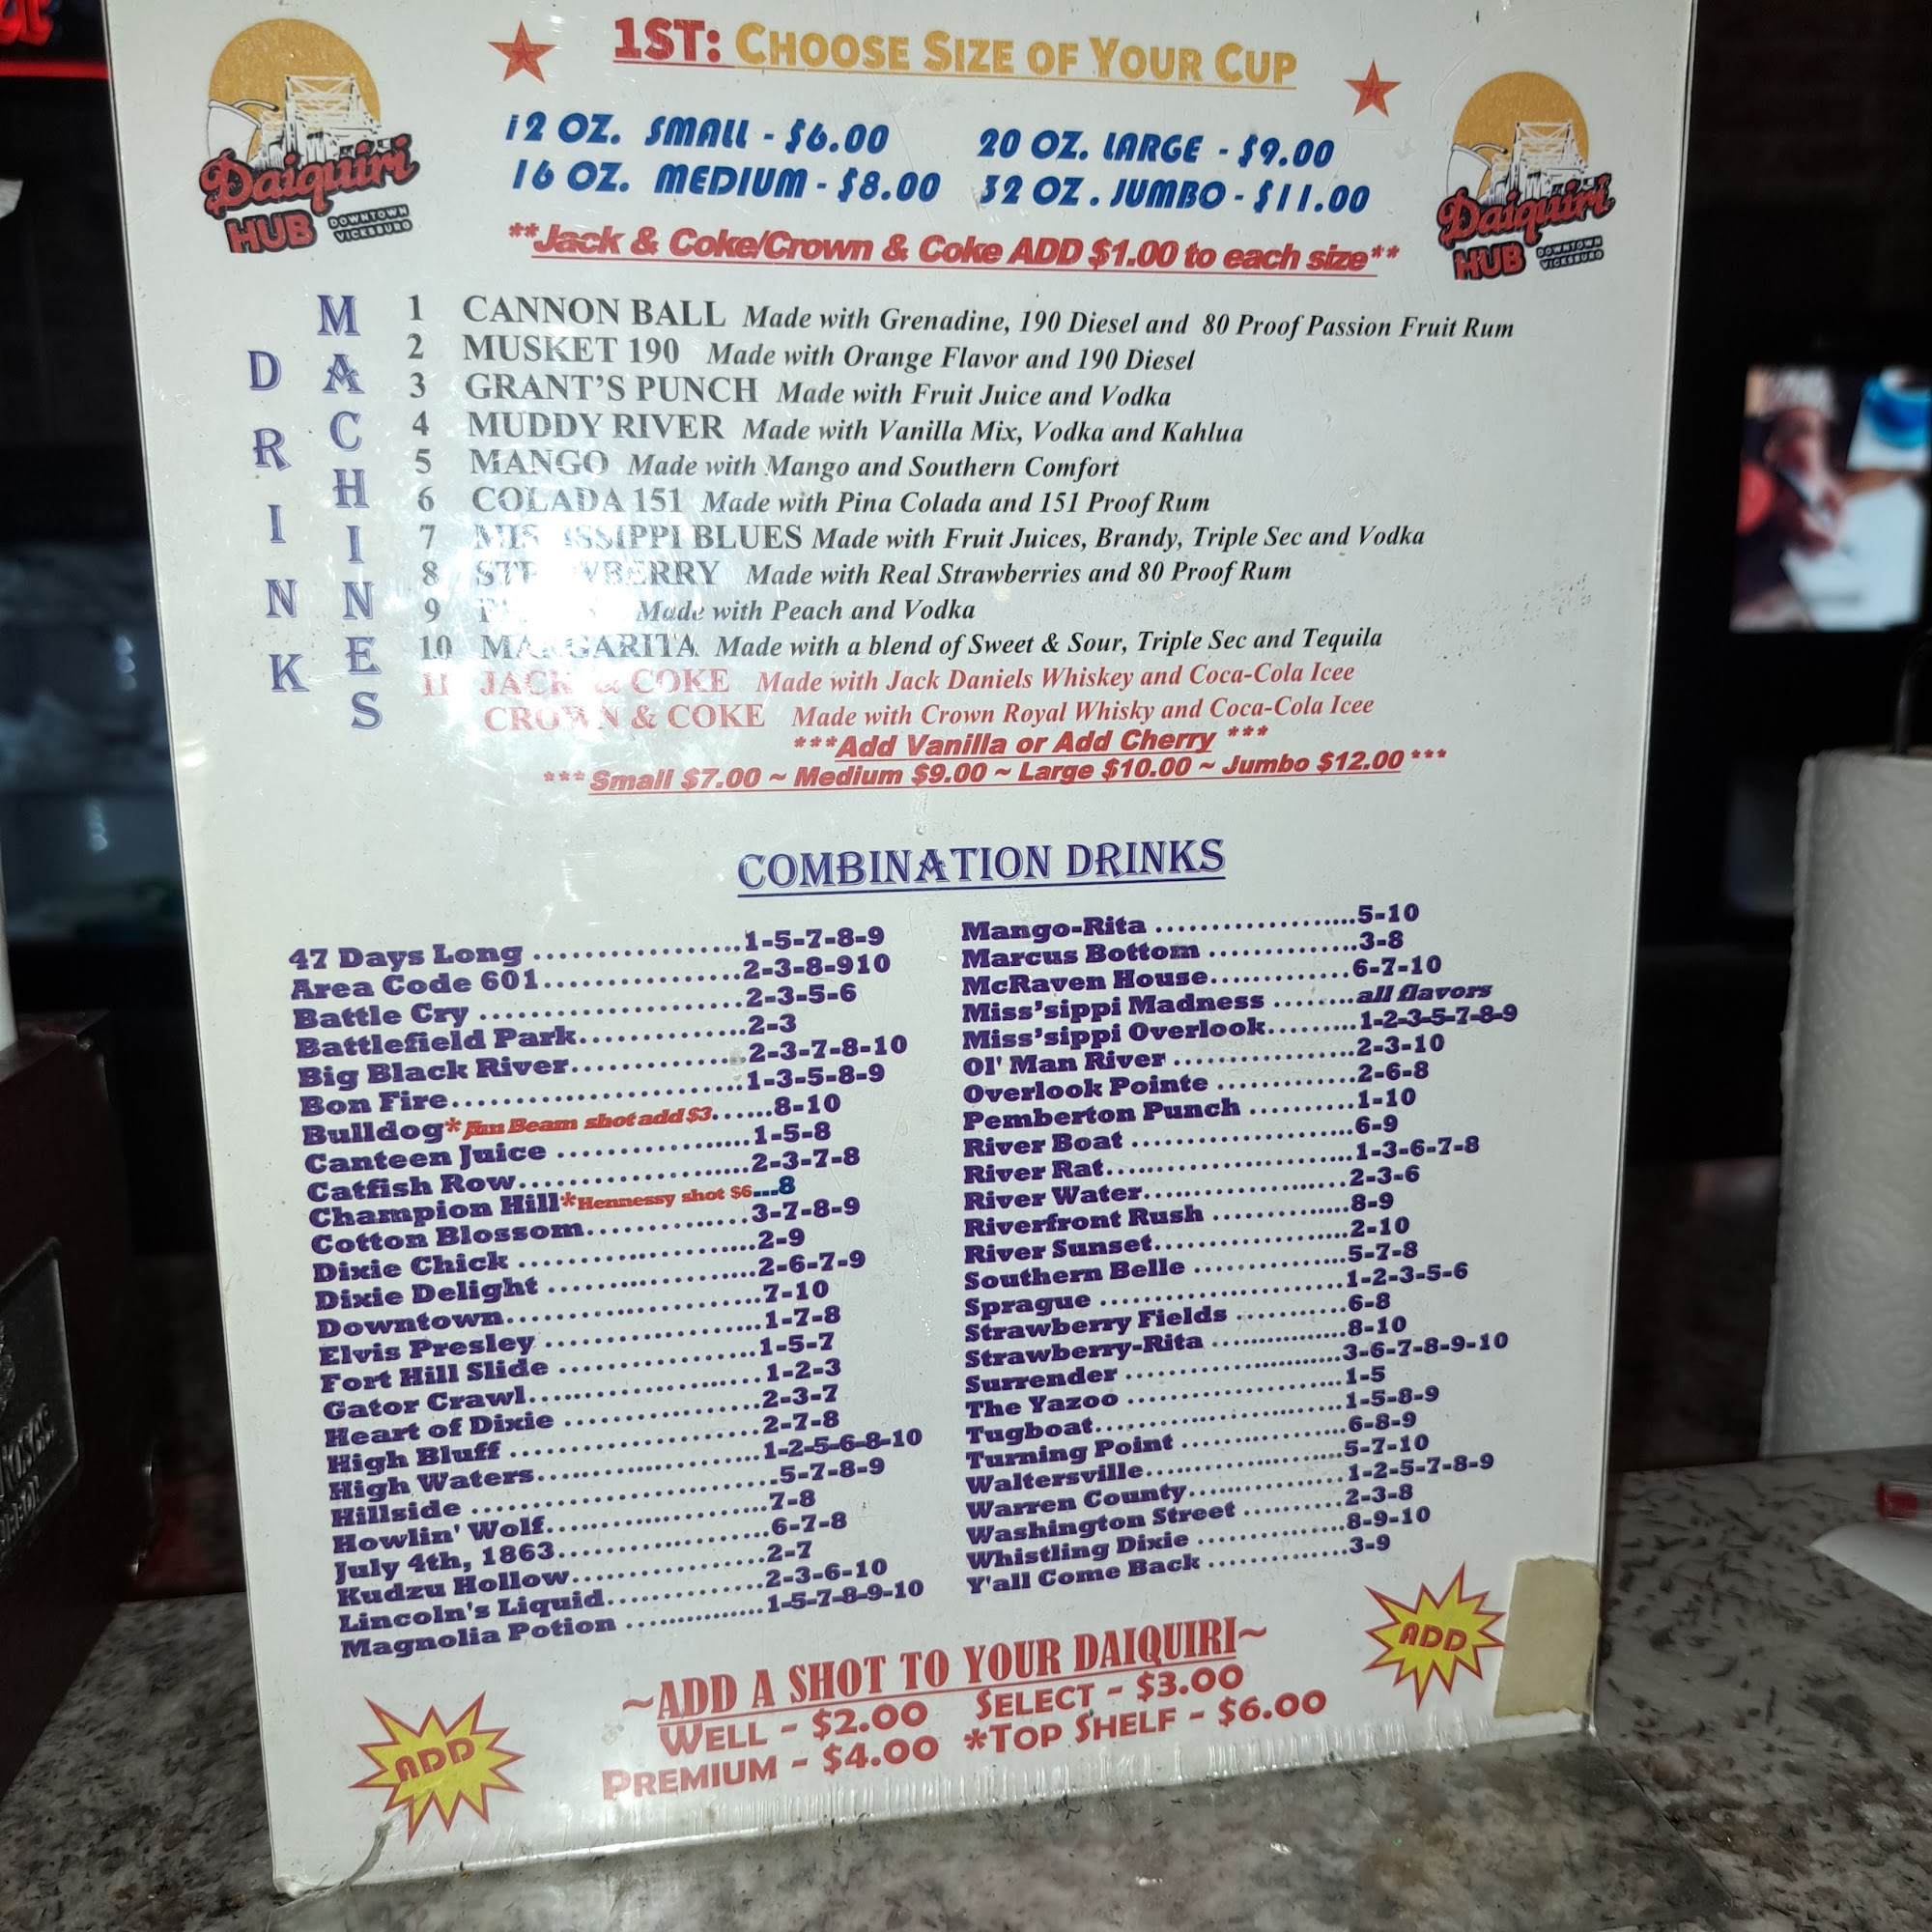 1ST: CHOOSE SIZE OF YOUR CUP
12 OZ. SMALL - $6.00 20 OZ. LARGE - $9.00
16 OZ. MEDIUM - $8.00 32 OZ. JUMBO - $11.00
Daiquiri
HUB DOWNTOWN
VICKSBURG
Daiquiri
HUB DOWNTOWN
VICKSBURG
**Jack & Coke/Crown & Coke ADD $1.00 to each size**
DRINK
MACHINES
1 CANNON BALL Made with Grenadine, 190 Diesel and 80 Proof Passion Fruit Rum
2 MUSKET 190 Made with Orange Flavor and 190 Diesel
3 GRANT'S PUNCH Made with Fruit Juice and Vodka
4 MUDDY RIVER Made with Vanilla Mix, Vodka and Kahlua
5 MANGO Made with Mango and Southern Comfort
6 COLADA 151 Made with Pina Colada and 151 Proof Rum
7 MISSISSIPPI BLUES Made with Fruit Juices, Brandy, Triple Sec and Vodka
8 STRAWBERRY Made with Real Strawberries and 80 Proof Rum
9 Made with Peach and Vodka
10 MARGARITA Made with a blend of Sweet & Sour, Triple Sec and Tequila
11 JACK & COKE Made with Jack Daniels Whiskey and Coca-Cola Icee
CROWN & COKE Made with Crown Royal Whisky and Coca-Cola Icee
***Add Vanilla or Add Cherry ***
*** Small $7.00 ~ Medium $9.00 ~ Large $10.00 ~ Jumbo $12.00 ***
COMBINATION DRINKS
47 Days Long ....................1-5-7-8-9
Area Code 601...................2-3-8-910
Battle Cry .........................2-3-5-6
Battlefield Park................2-3
Big Black River.................2-3-7-8-10
Bon Fire............................1-3-5-8-9
Bulldog*Jim Beam shot add $3......8-10
Canteen Juice ...................1-5-8
Catfish Row.......................2-3-7-8
Champion Hill*Hennessy shot $6...8
Cotton Blossom.................3-7-8-9
Dixie Chick .......................2-9
Dixie Delight ....................2-6-7-9
Downtown.........................7-10
Elvis Presley .....................1-7-8
Fort Hill Slide ...................1-5-7
Gator Crawl.......................1-2-3
Heart of Dixie ...................2-3-7
High Bluff .........................2-7-8
High Waters......................1-2-5-6-8-10
Hillside .............................5-7-8-9
Howlin' Wolf......................7-8
July 4th, 1863....................6-7-8
Kudzu Hollow....................2-7
Lincoln's Liquid................2-3-6-10
Magnolia Potion ...............1-5-7-8-9-10
Mango-Rita .....................5-10
Marcus Bottom ................3-8
McRaven House...............6-7-10
Miss'sippi Madness .........all flavors
Miss'sippi Overlook.........1-2-3-5-7-8-9
Ol' Man River ..................2-3-10
Overlook Pointe ...............2-6-8
Pemberton Punch ............1-10
River Boat .......................6-9
River Rat.........................1-3-6-7-8
River Water.....................2-3-6
Riverfront Rush ...............8-9
River Sunset....................2-10
Southern Belle ................5-7-8
Sprague ..........................1-2-3-5-6
Strawberry Fields ............6-8
Strawberry-Rita ...............8-10
Surrender ........................3-6-7-8-9-10
The Yazoo .......................1-5
Tugboat...........................1-5-8-9
Turning Point ..................6-8-9
Waltersville.....................5-7-10
Warren County.................1-2-5-7-8-9
Washington Street ...........2-3-8
Whistling Dixie ................8-9-10
Y'all Come Back ...............3-9
~ADD A SHOT TO YOUR DAIQUIRI~
WELL - $2.00 SELECT - $3.00
PREMIUM - $4.00 *TOP SHELF - $6.00
ADD
ADD